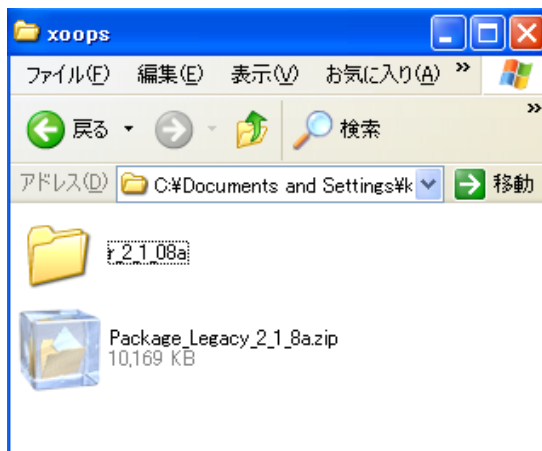 xoops
ファイル(F) 編集(E) 表示(V) お気に入り(A) »
戻る 検索 »
アドレス(D) C:¥Documents and Settings¥k 移動
r_2_1_08a
Package_Legacy_2_1_8a.zip
10,169 KB